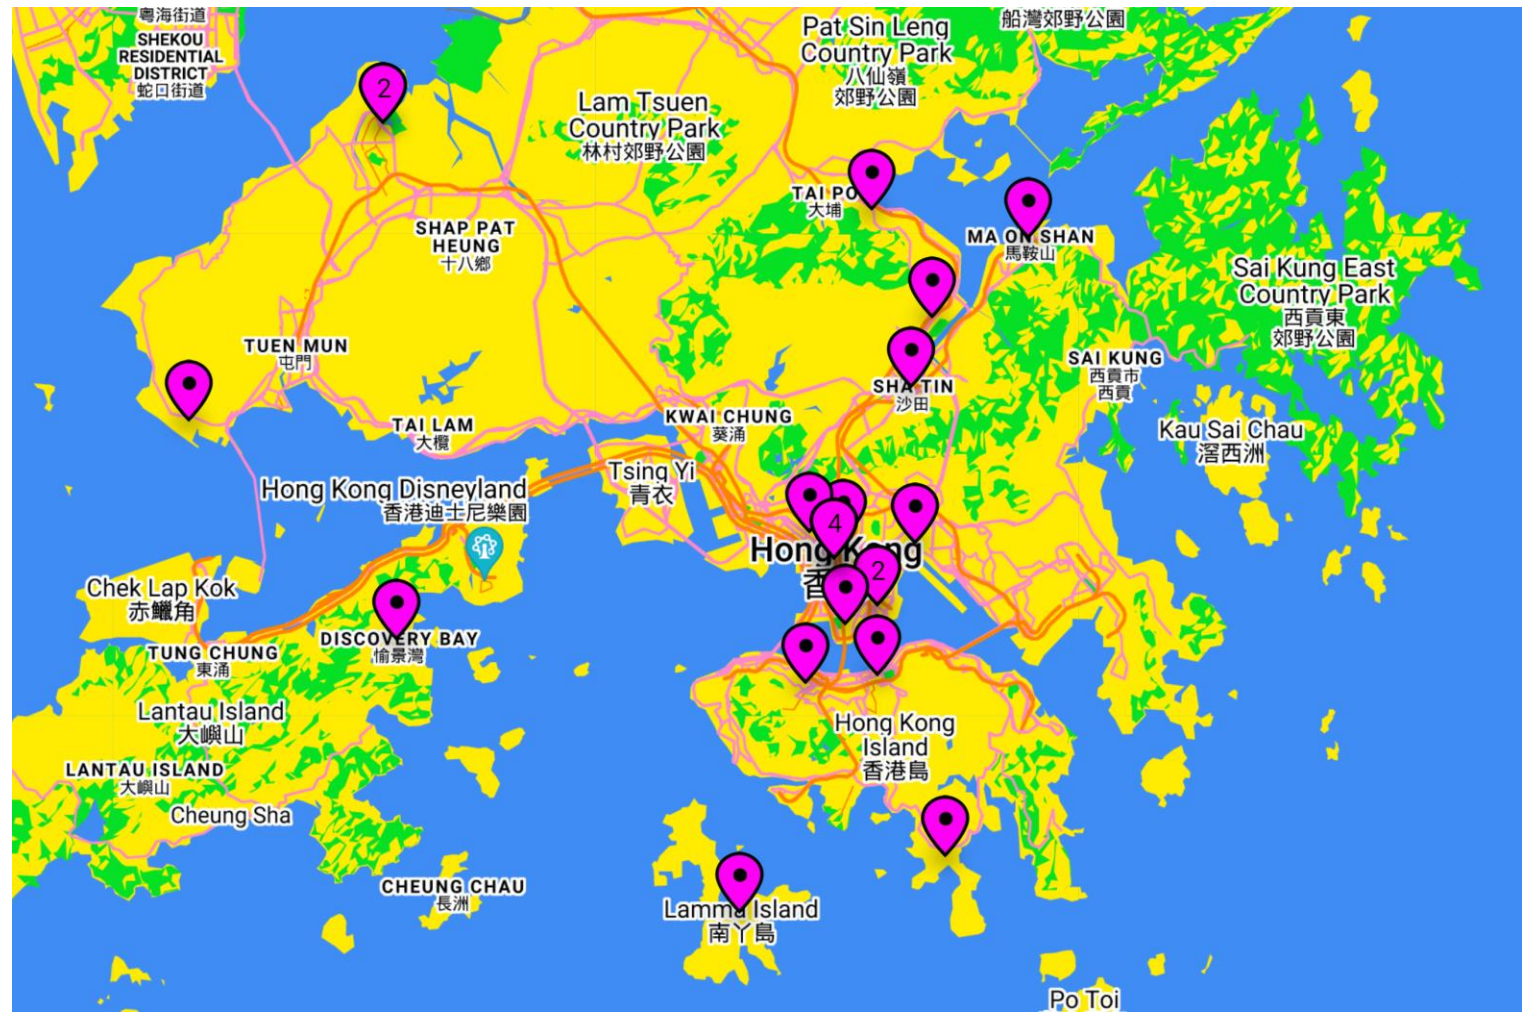 粵海街道
SHEKOU
RESIDENTIAL
DISTRICT
蛇口街道
2
Pat Sin Leng
Country Park
八仙嶺
郊野公園
船灣郊野公園
Lam Tsuen
Country Park
林村郊野公園
TAI PO
大埔
MA ON SHAN
馬鞍山
SHAP PAT
HEUNG
十八鄉
Sai Kung East
Country Park
西貢東
郊野公園
TUEN MUN
屯門
SAI KUNG
西貢市
西貢
SHA TIN
沙田
TAI LAM
大欖
KWAI CHUNG
葵涌
Kau Sai Chau
滘西洲
Tsing Yi
青衣
Hong Kong Disneyland
香港迪士尼樂園
4
Hong Kong
香
2
Chek Lap Kok
赤鱲角
DISCOVERY BAY
愉景灣
TUNG CHUNG
東涌
Lantau Island
大嶼山
Hong Kong
Island
香港島
LANTAU ISLAND
大嶼山
Cheung Sha
CHEUNG CHAU
長洲
Lamma Island
南丫島
Po Toi